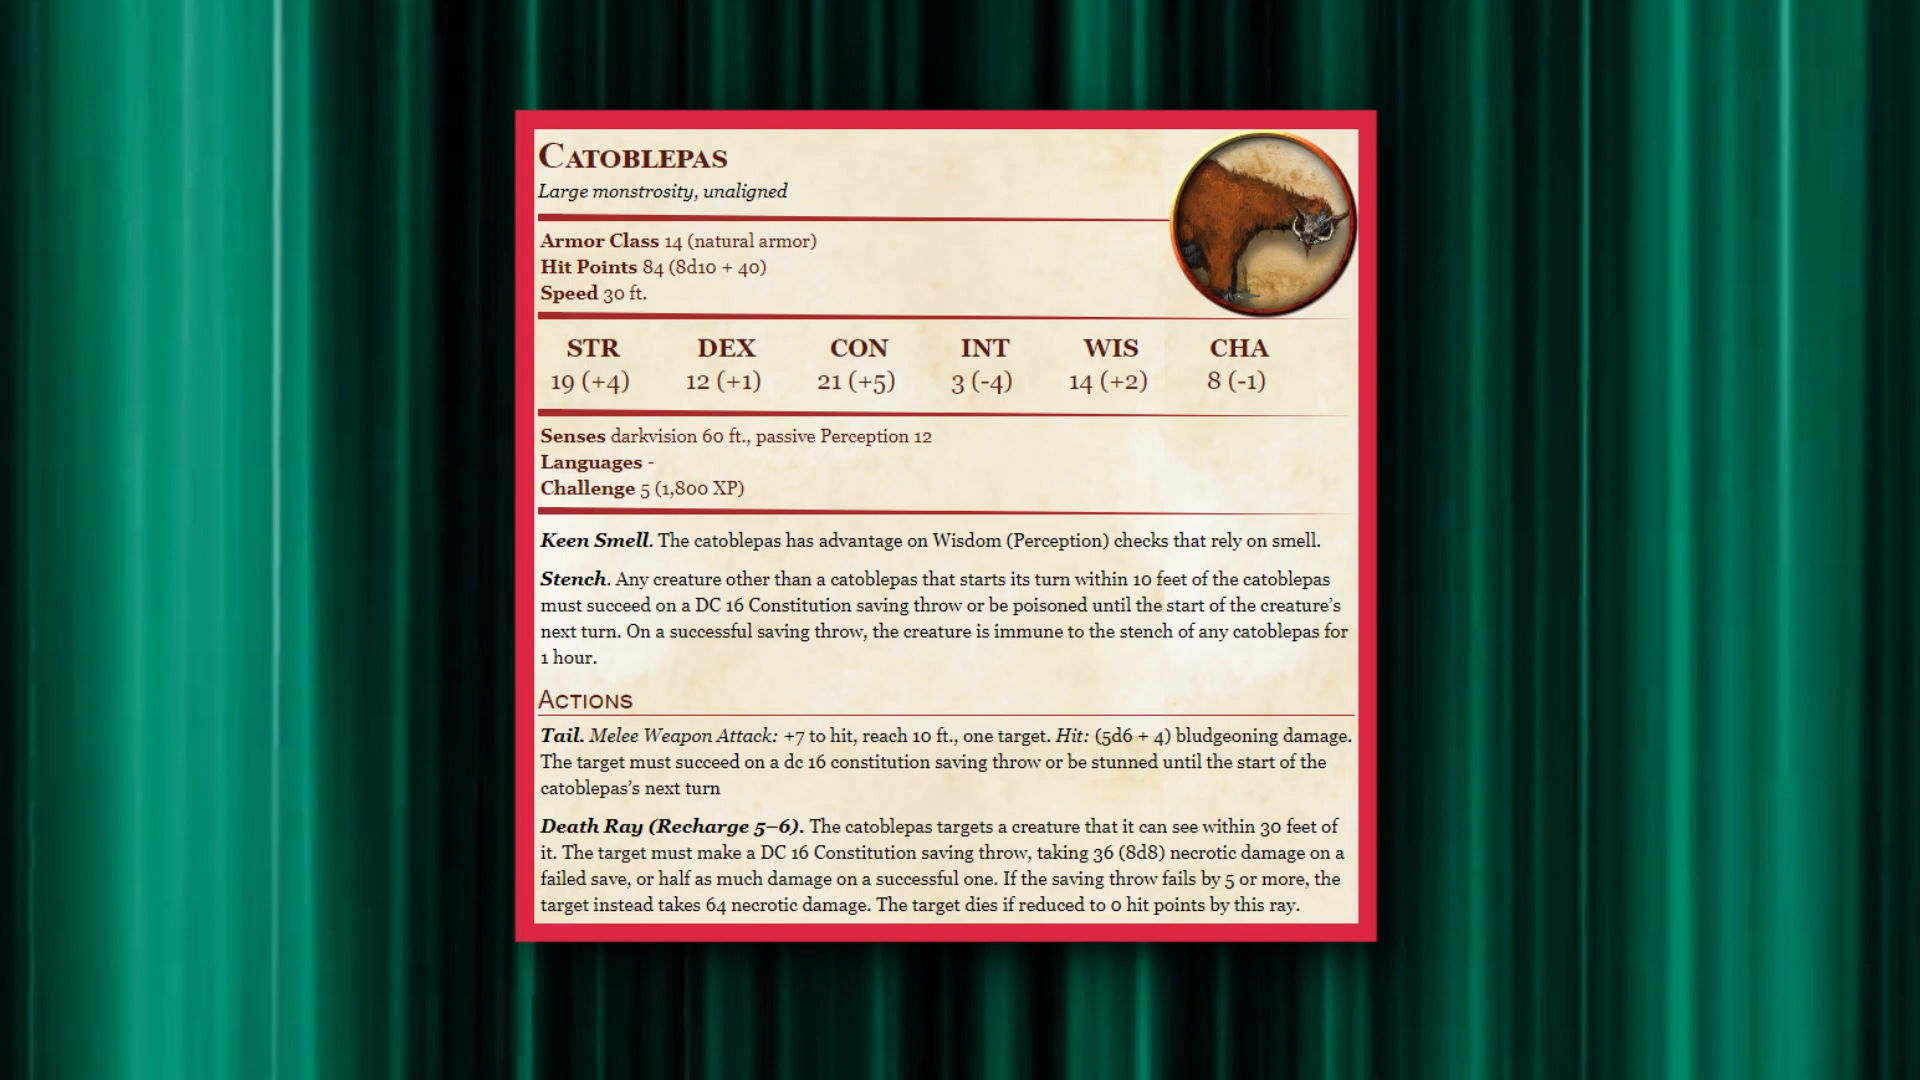 CATOBLEPAS
Large monstrosity, unaligned
Armor Class 14 (natural armor)
Hit Points 84 (8d10 + 40)
Speed 30 ft.
STR DEX CON INT WIS CHA
19 (+4) 12 (+1) 21 (+5) 3 (-4) 14 (+2) 8 (-1)
Senses darkvision 60 ft., passive Perception 12
Languages -
Challenge 5 (1,800 XP)
Keen Smell. The catoblepas has advantage on Wisdom (Perception) checks that rely on smell.
Stench. Any creature other than a catoblepas that starts its turn within 10 feet of the catoblepas
must succeed on a DC 16 Constitution saving throw or be poisoned until the start of the creature’s
next turn. On a successful saving throw, the creature is immune to the stench of any catoblepas for
1 hour.
ACTIONS
Tail. Melee Weapon Attack: +7 to hit, reach 10 ft., one target. Hit: (5d6 + 4) bludgeoning damage.
The target must succeed on a dc 16 constitution saving throw or be stunned until the start of the
catoblepas’s next turn
Death Ray (Recharge 5–6). The catoblepas targets a creature that it can see within 30 feet of
it. The target must make a DC 16 Constitution saving throw, taking 36 (8d8) necrotic damage on a
failed save, or half as much damage on a successful one. If the saving throw fails by 5 or more, the
target instead takes 64 necrotic damage. The target dies if reduced to 0 hit points by this ray.